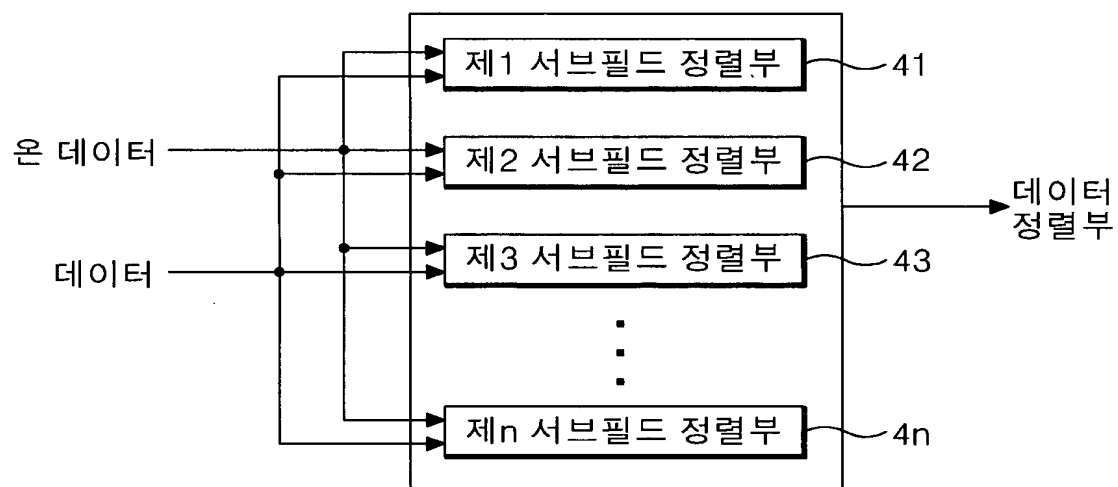 제1 서브필드 정렬부
41
온 데이터
제2 서브필드 정렬부
42
데이터
정렬부
데이터
제3 서브필드 정렬부
43
제n 서브필드 정렬부
4n